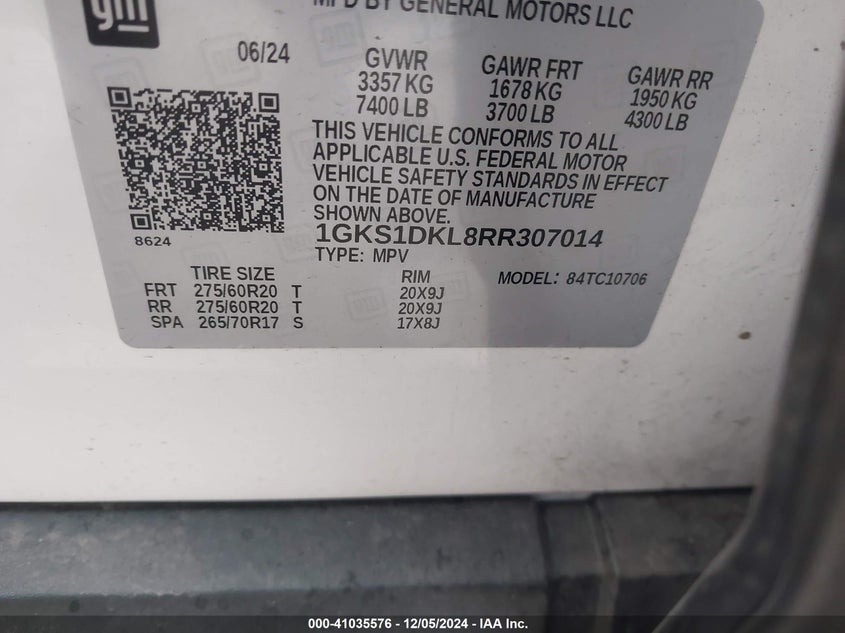 gm
MFD BY GENERAL MOTORS LLC
06/24
GVWR
3357 KG
7400 LB
GAWR FRT
1678 KG
3700 LB
GAWR RR
1950 KG
4300 LB
THIS VEHICLE CONFORMS TO ALL
APPLICABLE U.S. FEDERAL MOTOR
VEHICLE SAFETY STANDARDS IN EFFECT
ON THE DATE OF MANUFACTURE
SHOWN ABOVE.
8624
1GKS1DKL8RR307014
TYPE: MPV
MODEL: 84TC10706
TIRE SIZE RIM
FRT 275/60R20 T 20X9J
RR 275/60R20 T 20X9J
SPA 265/70R17 S 17X8J
000-41035576 - 12/05/2024 - IAA Inc.